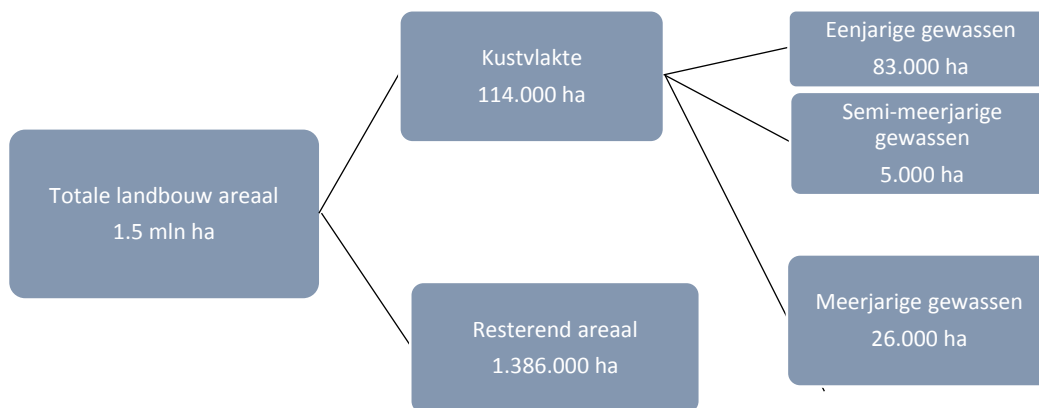 Totale landbouw areaal
1.5 mln ha
Kustvlakte
114.000 ha
Resterend areaal
1.386.000 ha
Eenjarige gewassen
83.000 ha
Semi-meerjarige
gewassen
5.000 ha
Meerjarige gewassen
26.000 ha